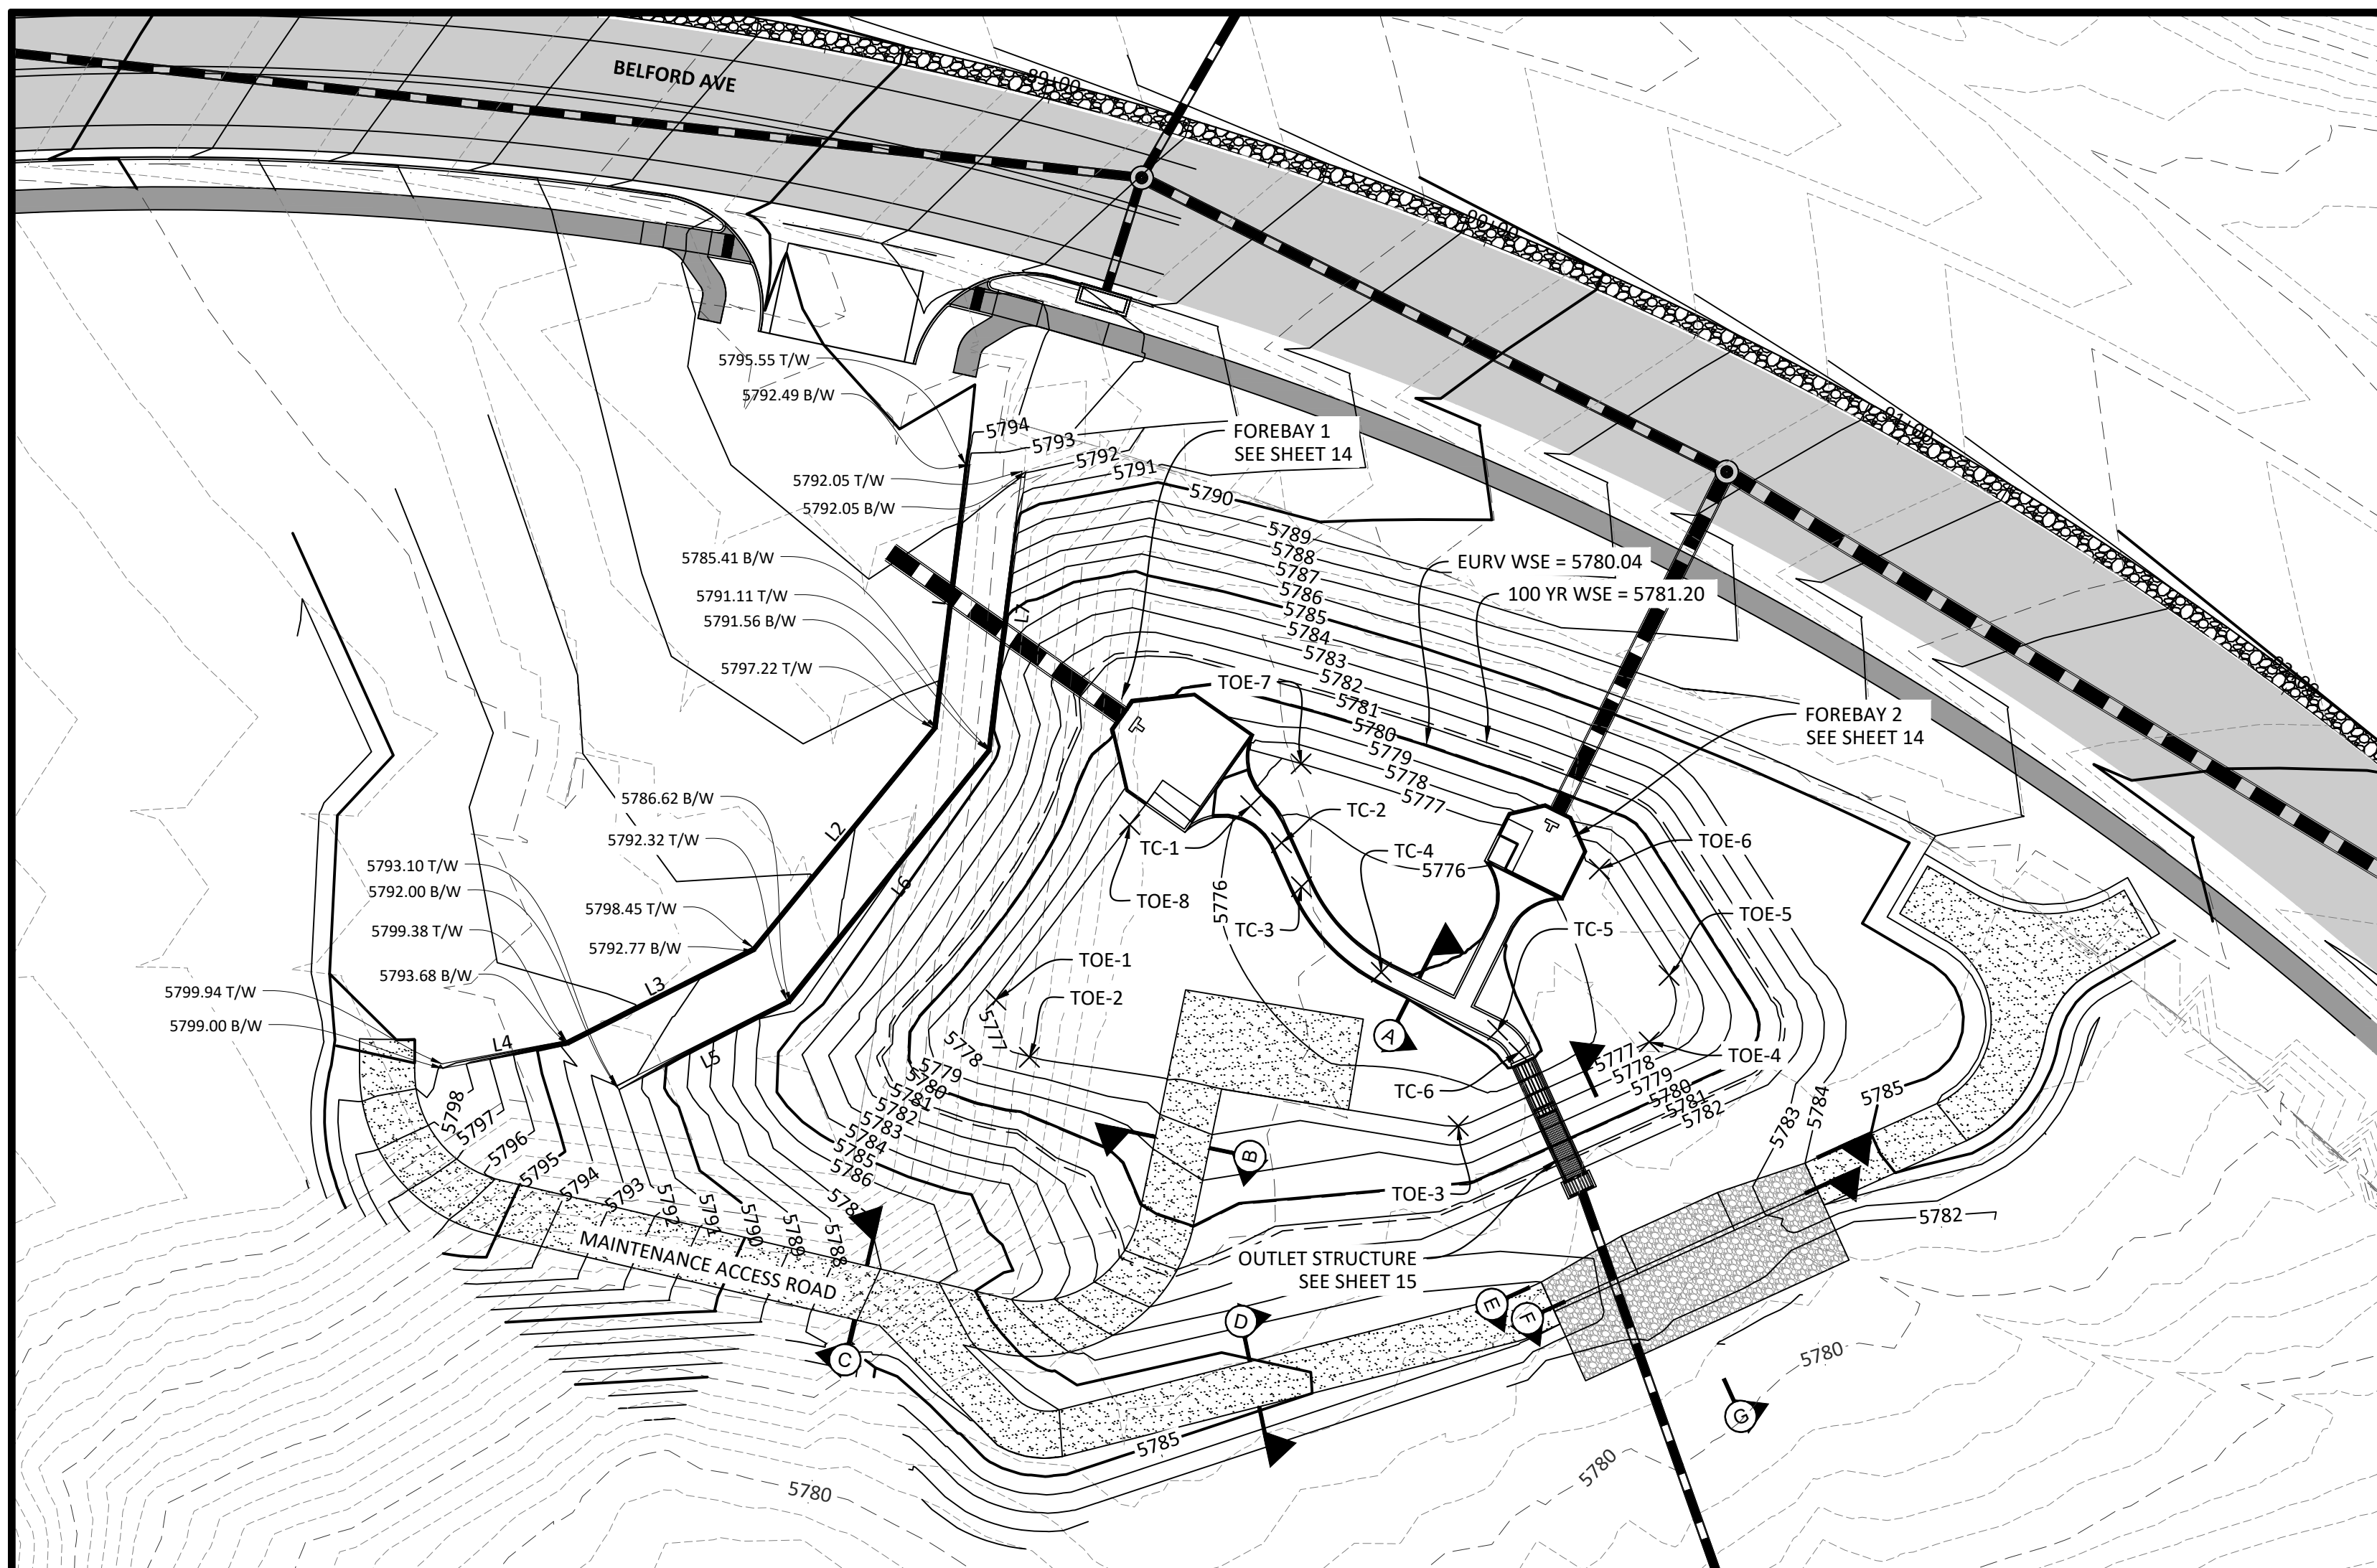 BELFORD AVE
5795.55 T/W
5792.49 B/W
5794
5793
5792
5791
5790
FOREBAY 1
SEE SHEET 14
5792.05 T/W
5792.05 B/W
5789
5788
5787
5786
5785
5784
5783
5782
5781
5780
5779
5778
5777
EURV WSE = 5780.04
100 YR WSE = 5781.20
5785.41 B/W
5791.11 T/W
5791.56 B/W
5797.22 T/W
L7
TOE-7
FOREBAY 2
SEE SHEET 14
5786.62 B/W
5792.32 T/W
L2
L6
TC-1
TC-2
TC-4
5776
TOE-6
5793.10 T/W
5792.00 B/W
5799.38 T/W
5793.68 B/W
5798.45 T/W
5792.77 B/W
TOE-8
5776
TC-3
TC-5
TOE-5
5799.94 T/W
5799.00 B/W
L3
L4
L5
TOE-1
TOE-2
5777
5778
5779
5780
5781
5782
5783
5784
5785
5786
A
B
TC-6
TOE-4
5777
5778
5779
5780
5781
5782
5783
5784
5785
TOE-3
5798
5797
5796
5795
5794
5793
5792
5791
5790
5789
5788
MAINTENANCE ACCESS ROAD
OUTLET STRUCTURE
SEE SHEET 15
5782
C
D
E
F
G
5785
5780
5780
5780